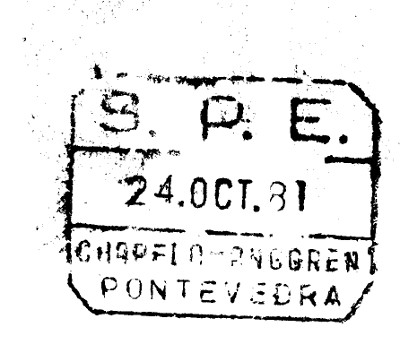 S. P. E.
24.OCT.81
PONTEVEDRA